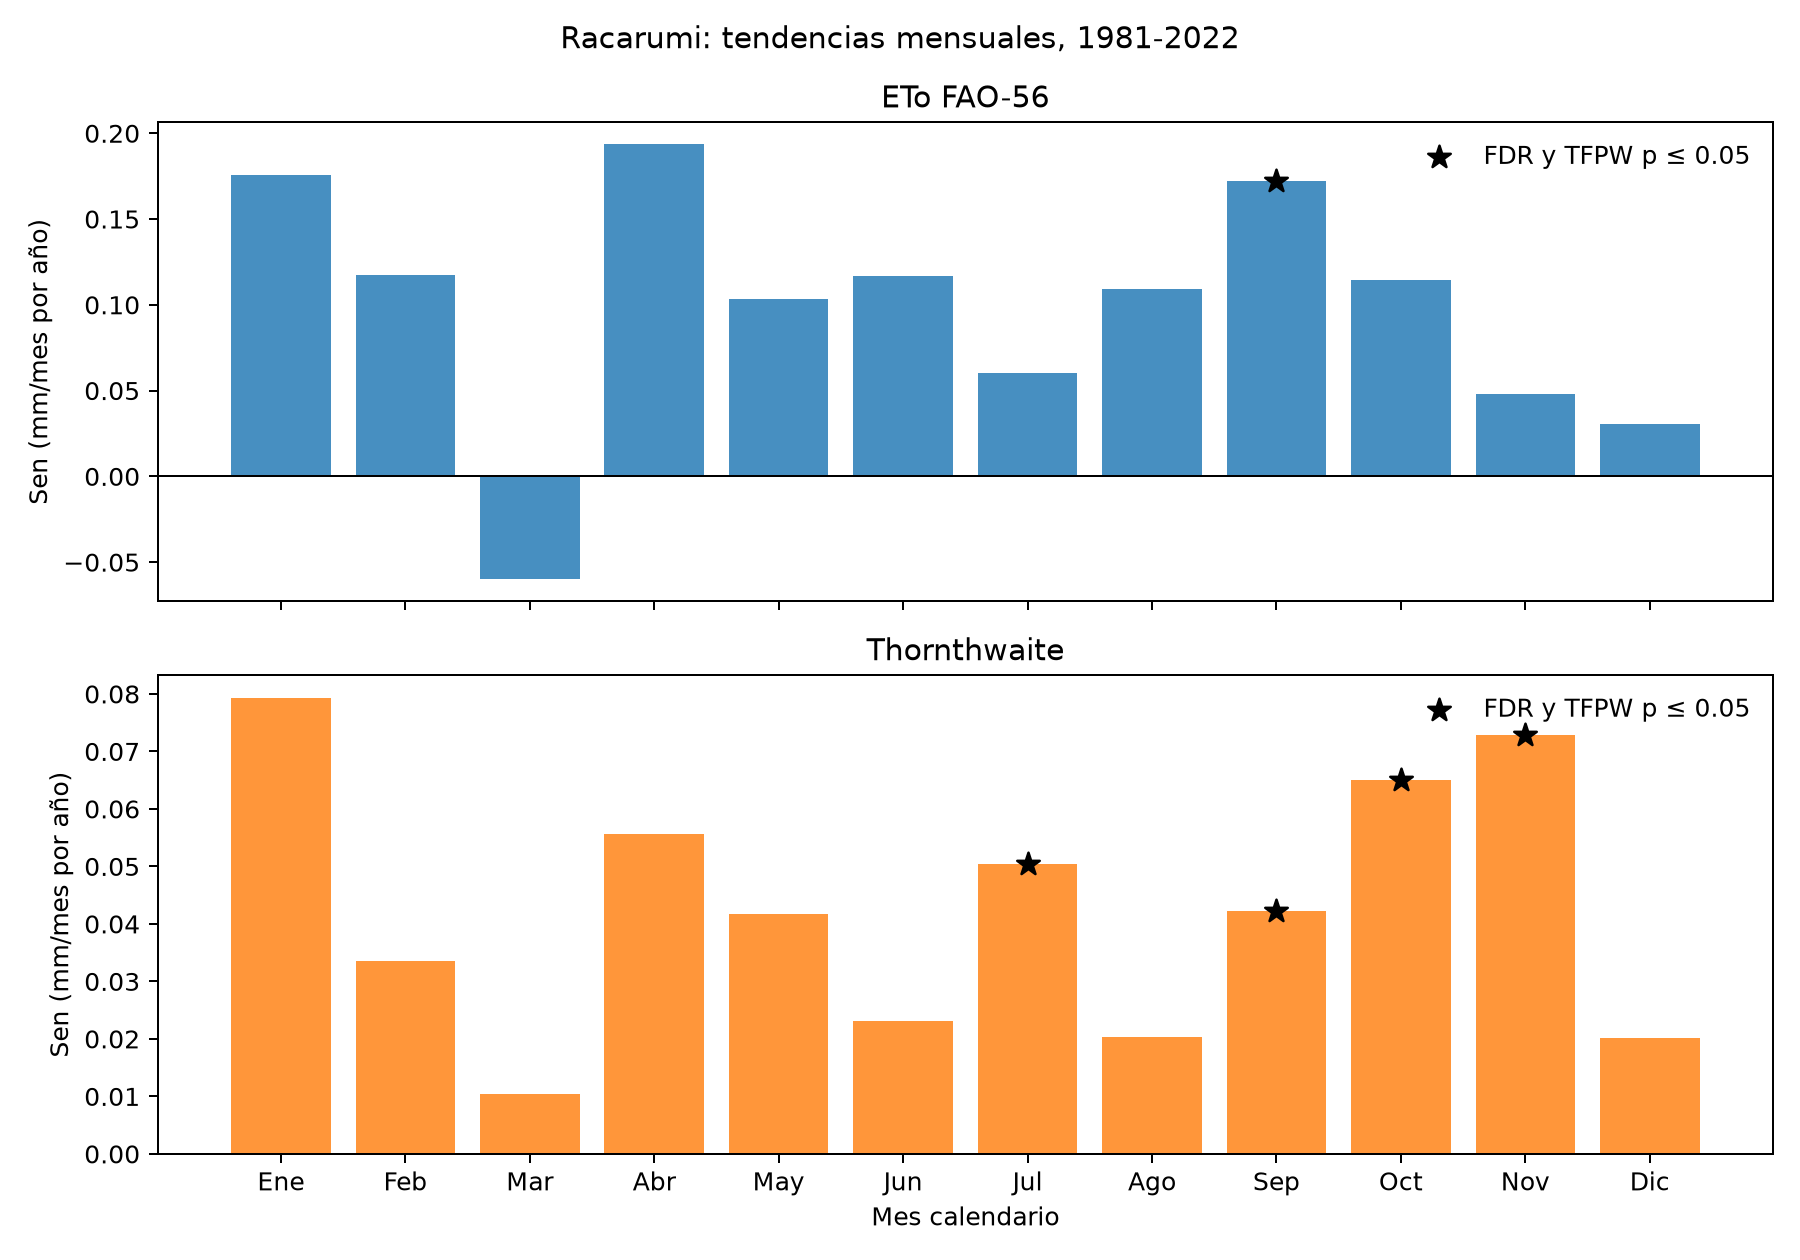 Racarumi: tendencias mensuales, 1981-2022
ETo FAO-56
FDR y TFPW p ≤ 0.05
Sen (mm/mes por año)
0.20
0.15
0.10
0.05
0.00
−0.05
Thornthwaite
FDR y TFPW p ≤ 0.05
Sen (mm/mes por año)
0.08
0.07
0.06
0.05
0.04
0.03
0.02
0.01
0.00
Ene Feb Mar Abr May Jun Jul Ago Sep Oct Nov Dic
Mes calendario